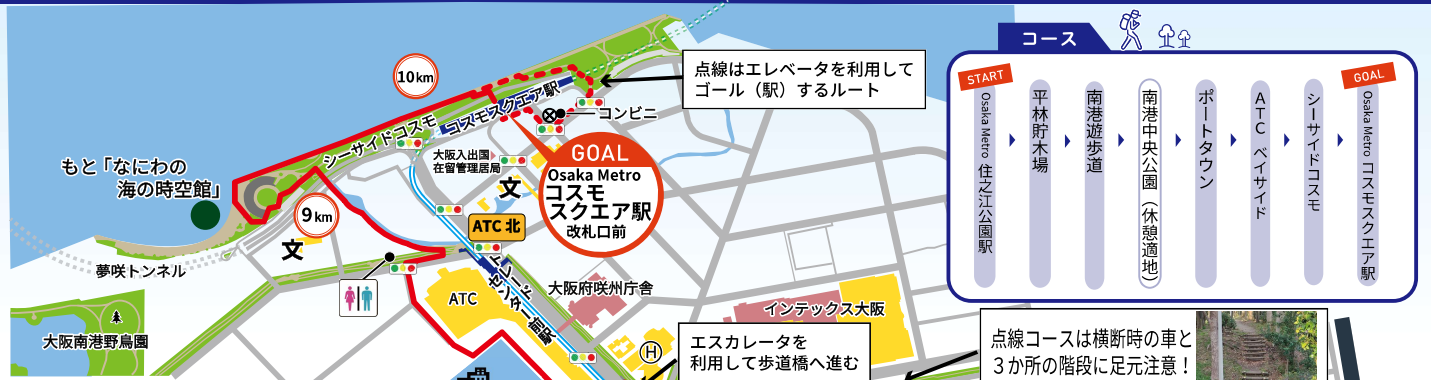 10km
点線はエレベータを利用して
ゴール（駅）するルート
コンビニ
コスモスクエア駅
シーサイドコスモ
もと「なにわの
海の時空館」
大阪入出国
在留管理局
文
GOAL
Osaka Metro
コスモ
スクエア駅
改札口前
9km
文
ATC 北
夢咲トンネル
ATC
トレードセンター前駅
大阪府咲州庁舎
インテックス大阪
大阪南港野鳥園
H
エスカレータを
利用して歩道橋へ進む
点線コースは横断時の車と
３か所の階段に足元注意！
コース
START
Osaka Metro 住之江公園駅
平林貯木場
南港遊歩道
南港中央公園（休憩適地）
ポートタウン
ATC ベイサイド
シーサイドコスモ
GOAL
Osaka Metro コスモスクエア駅